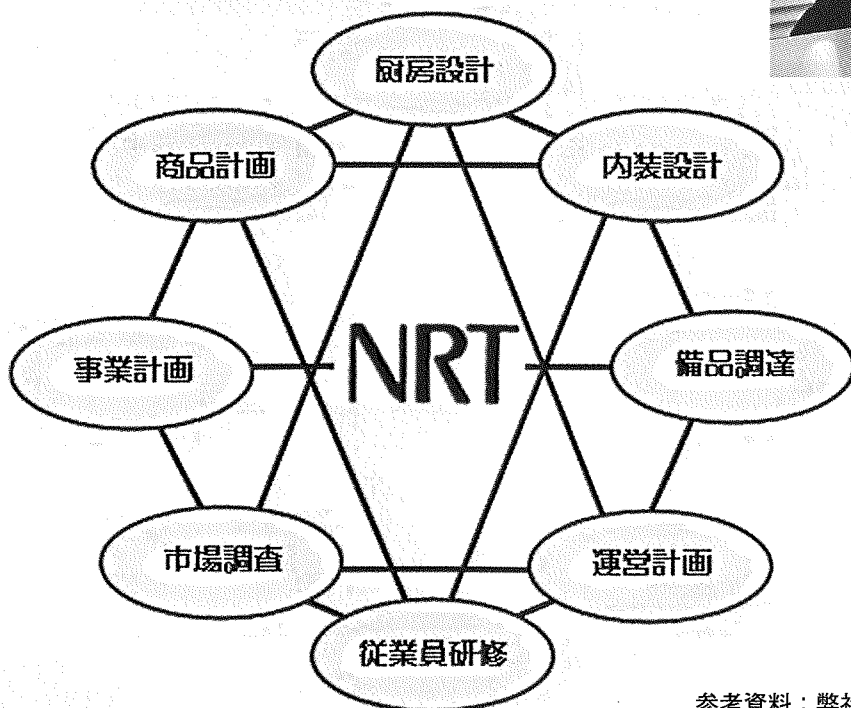 厨房設計
商品計画
内装設計
事業計画
NRT
備品調達
市場調査
運営計画
従業員研修
参考資料：弊社